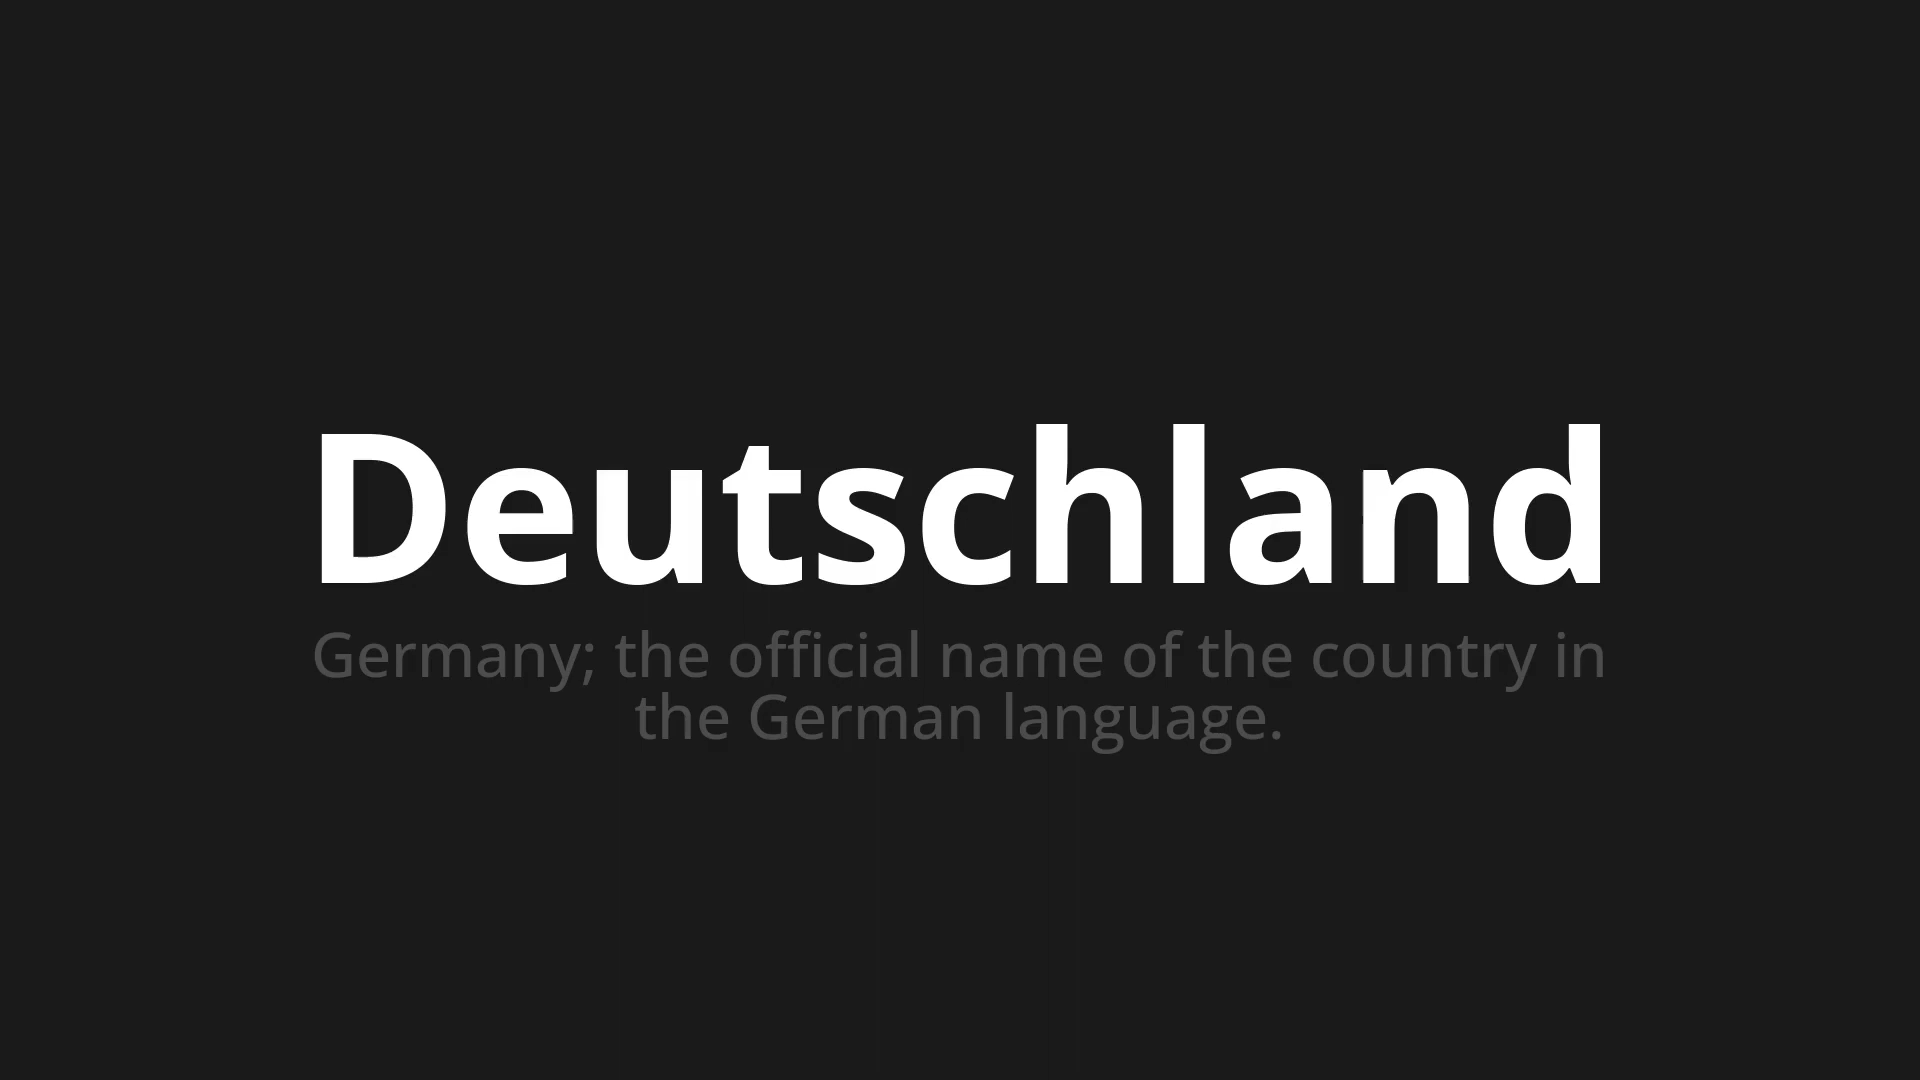 Deutschland
Germany; the official name of the country in
the German language.